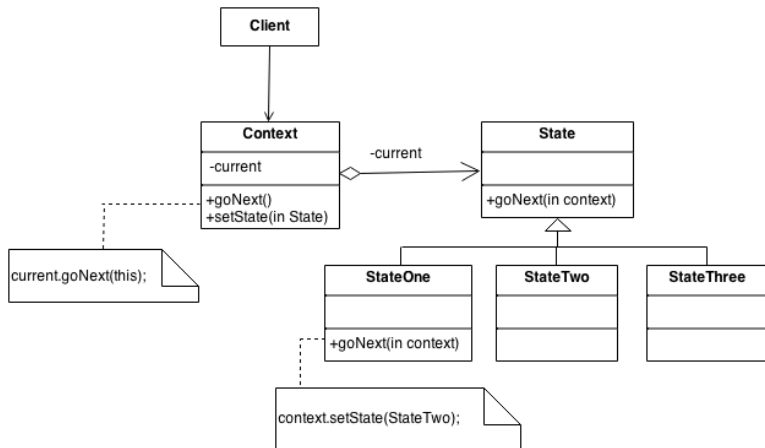 Client
Context
-current
+goNext()
+setState(in State)
-current
State
+goNext(in context)
current.goNext(this);
StateOne
+goNext(in context)
StateTwo
StateThree
context.setState(StateTwo);